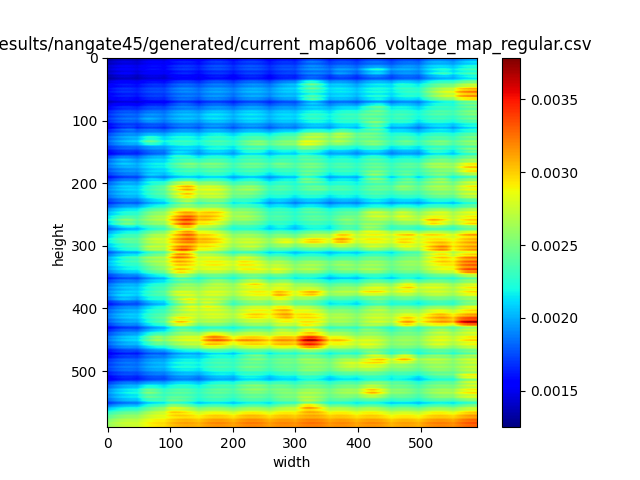 esults/nangate45/generated/current_map606_voltage_map_regular.csv
0
100
200
300
400
500
height
0 100 200 300 400 500
width
0.0035
0.0030
0.0025
0.0020
0.0015